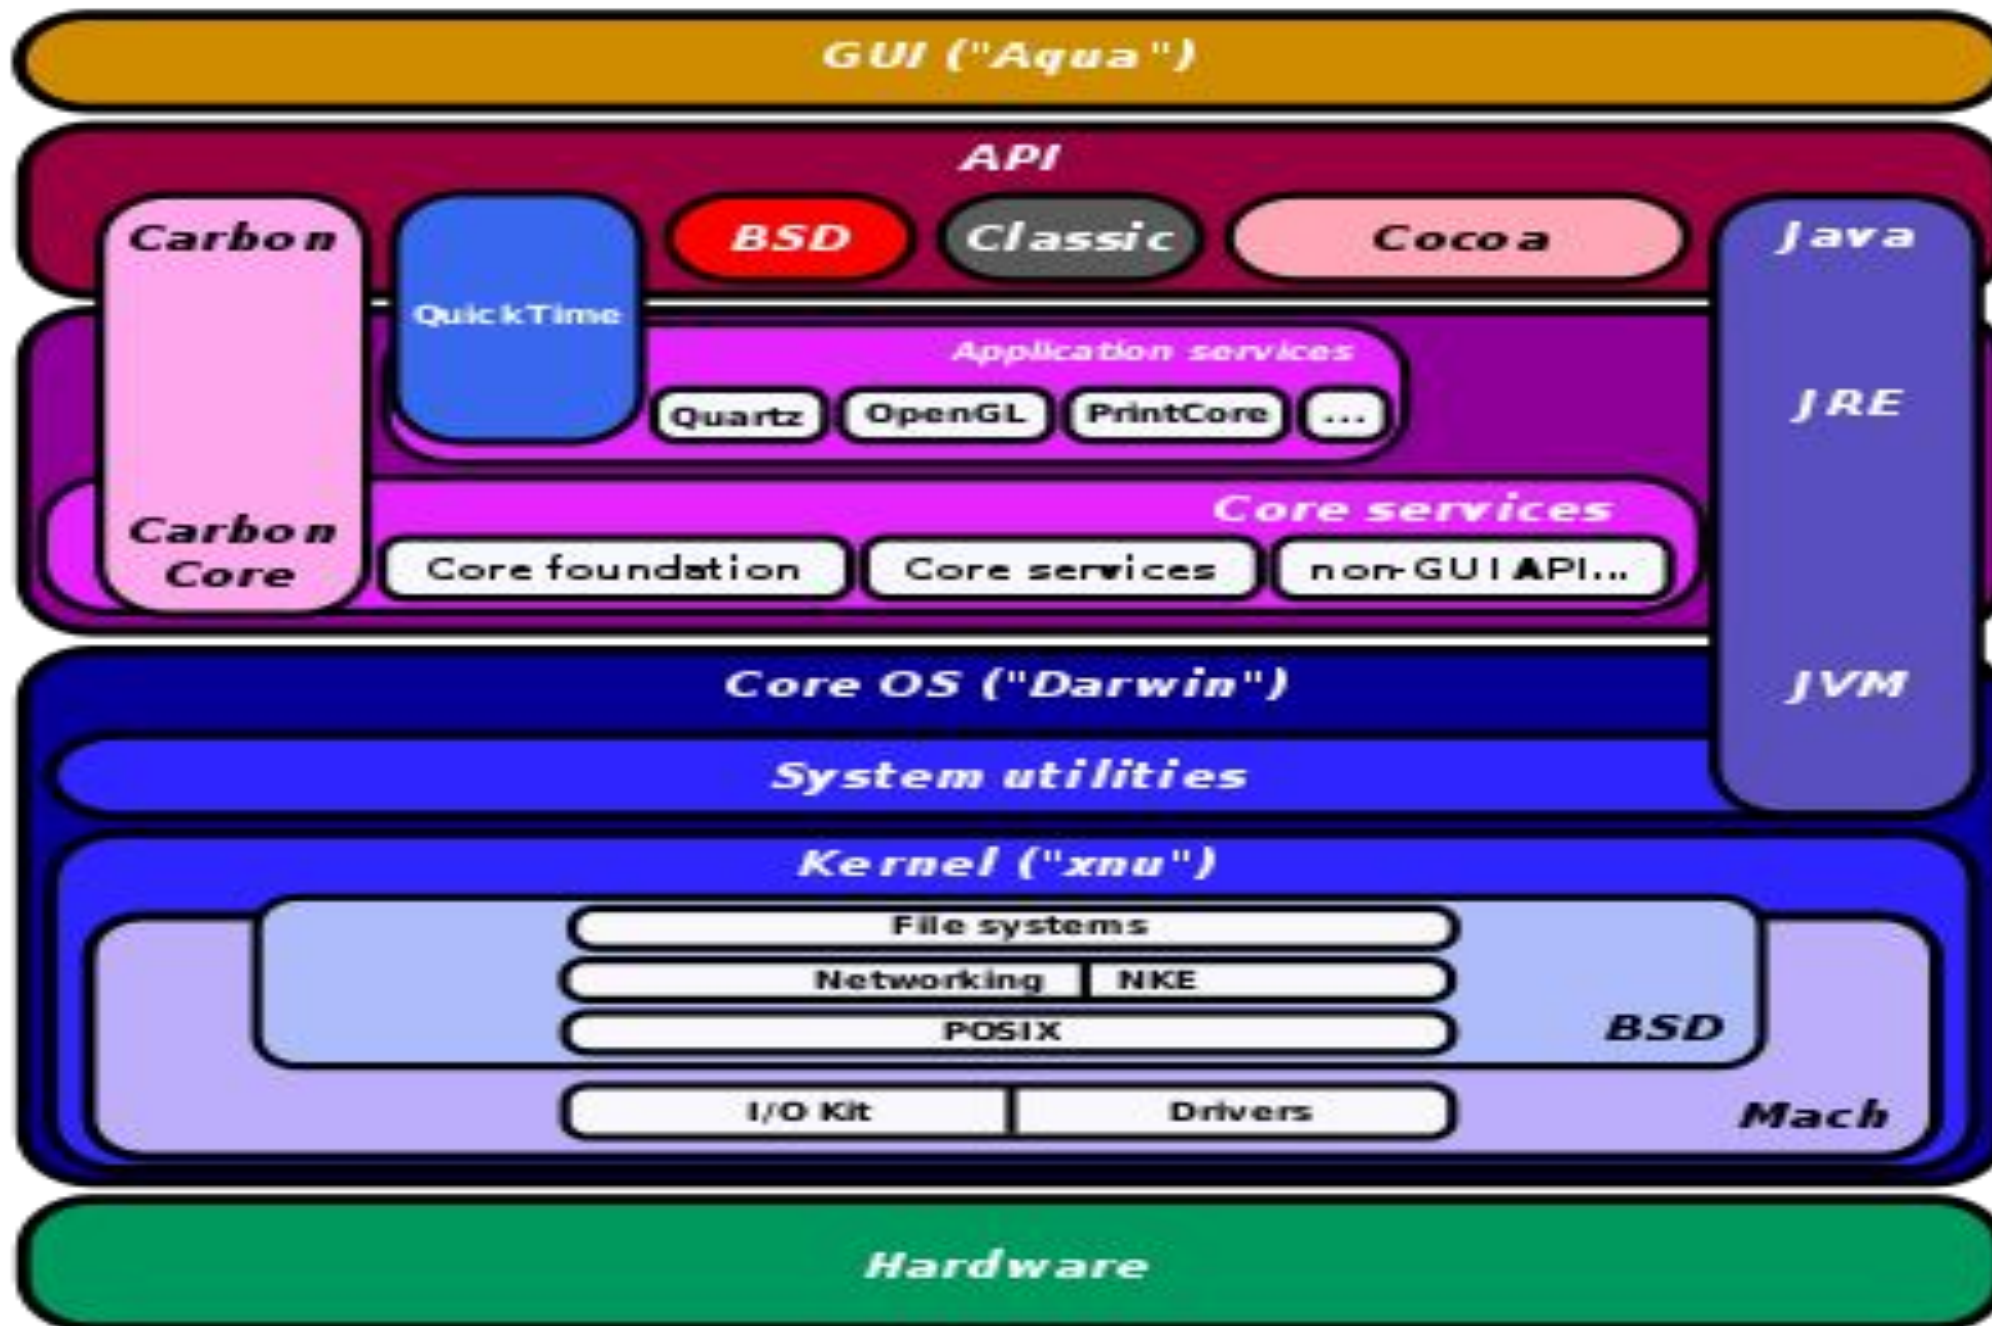 GUI ("Aqua")
API
Carbon
QuickTime
BSD
Classic
Cocoa
Java
Application services
Quartz
OpenGL
PrintCore
...
JRE
Core services
Carbon
Core
Core foundation
Core services
non-GUI API...
Core OS ("Darwin")
JVM
System utilities
Kernel ("xnu")
File systems
Networking
NKE
POSIX
BSD
I/O Kit
Drivers
Mach
Hardware